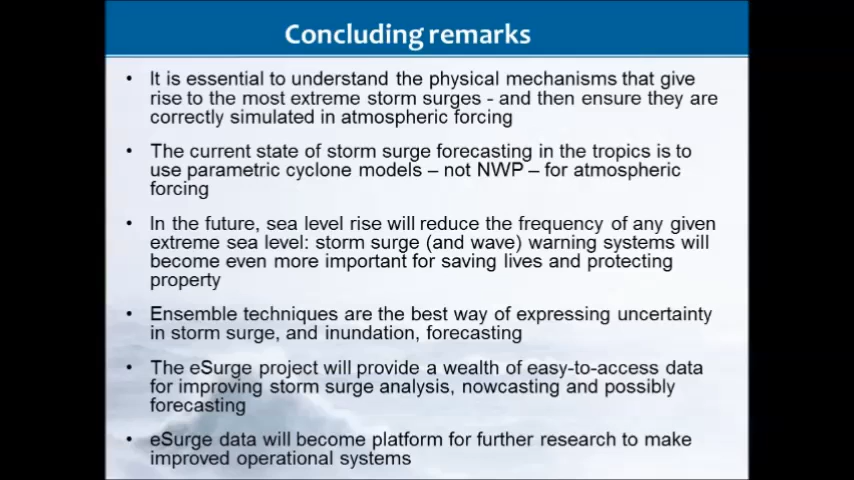 Concluding remarks
• It is essential to understand the physical mechanisms that give
rise to the most extreme storm surges - and then ensure they are
correctly simulated in atmospheric forcing
• The current state of storm surge forecasting in the tropics is to
use parametric cyclone models – not NWP – for atmospheric
forcing
• In the future, sea level rise will reduce the frequency of any given
extreme sea level: storm surge (and wave) warning systems will
become even more important for saving lives and protecting
property
• Ensemble techniques are the best way of expressing uncertainty
in storm surge, and inundation, forecasting
• The eSurge project will provide a wealth of easy-to-access data
for improving storm surge analysis, nowcasting and possibly
forecasting
• eSurge data will become platform for further research to make
improved operational systems